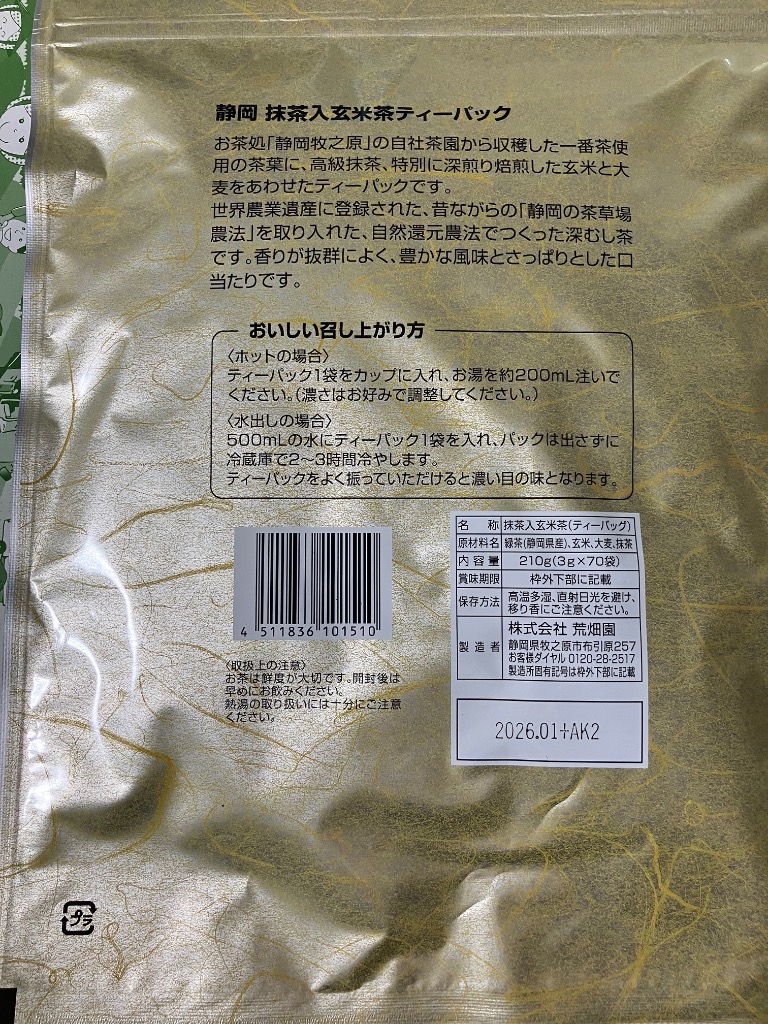 静岡 抹茶入玄米茶ティーパック
お茶処「静岡牧之原」の自社茶園から収穫した一番茶使
用の茶葉に、高級抹茶、特別に深煎り焙煎した玄米と大
麦をあわせたティーパックです。
世界農業遺産に登録された、昔ながらの「静岡の茶草場
農法」を取り入れた、自然還元農法でつくった深むし茶
です。香りが抜群によく、豊かな風味とさっぱりとした口
当たりです。
おいしい召し上がり方
〈ホットの場合〉
ティーパック1袋をカップに入れ、お湯を約200mL注いで
ください。(濃さはお好みで調整してください。)
〈水出しの場合〉
500mLの水にティーパック1袋を入れ、パックは出さずに
冷蔵庫で2〜3時間冷やします。
ティーパックをよく振っていただけると濃い目の味となります。
4 511836 101510
〈取扱上の注意〉
お茶は鮮度が大切です。開封後は
早めにお飲みください。
熱湯の取り扱いには十分にご注意
ください。
名称 抹茶入玄米茶(ティーバッグ)
原材料名 緑茶(静岡県産)、玄米、大麦、抹茶
内容量 210g(3g×70袋)
賞味期限 枠外下部に記載
保存方法 高温多湿、直射日光を避け、
移り香にご注意ください。
製造者 株式会社 荒畑園
静岡県牧之原市布引原257
お客様ダイヤル 0120-28-2517
製造所固有記号は枠外下部に記載
2026.01+AK2
プラ